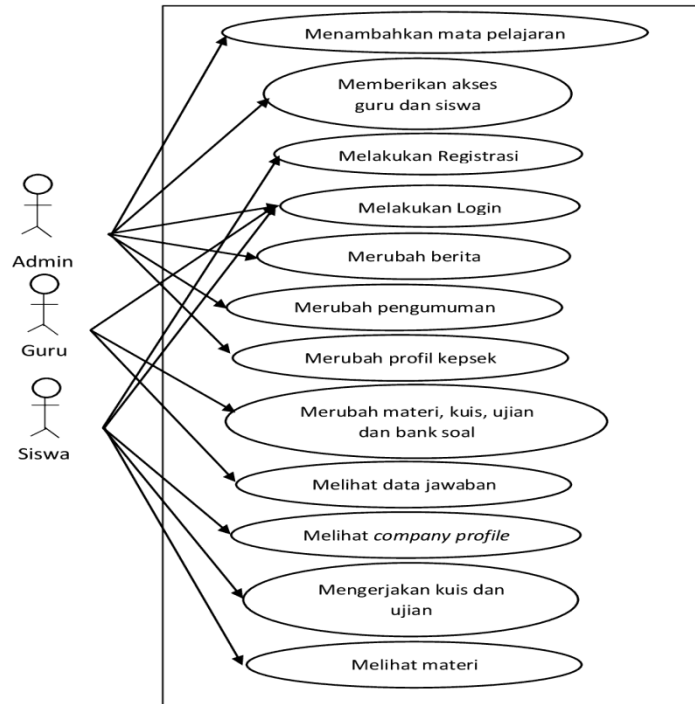 Menambahkan mata pelajaran
Memberikan akses
guru dan siswa
Melakukan Registrasi
Melakukan Login
Admin
Merubah berita
Merubah pengumuman
Guru
Merubah profil kepsek
Merubah materi, kuis, ujian
dan bank soal
Siswa
Melihat data jawaban
Melihat company profile
Mengerjakan kuis dan
ujian
Melihat materi